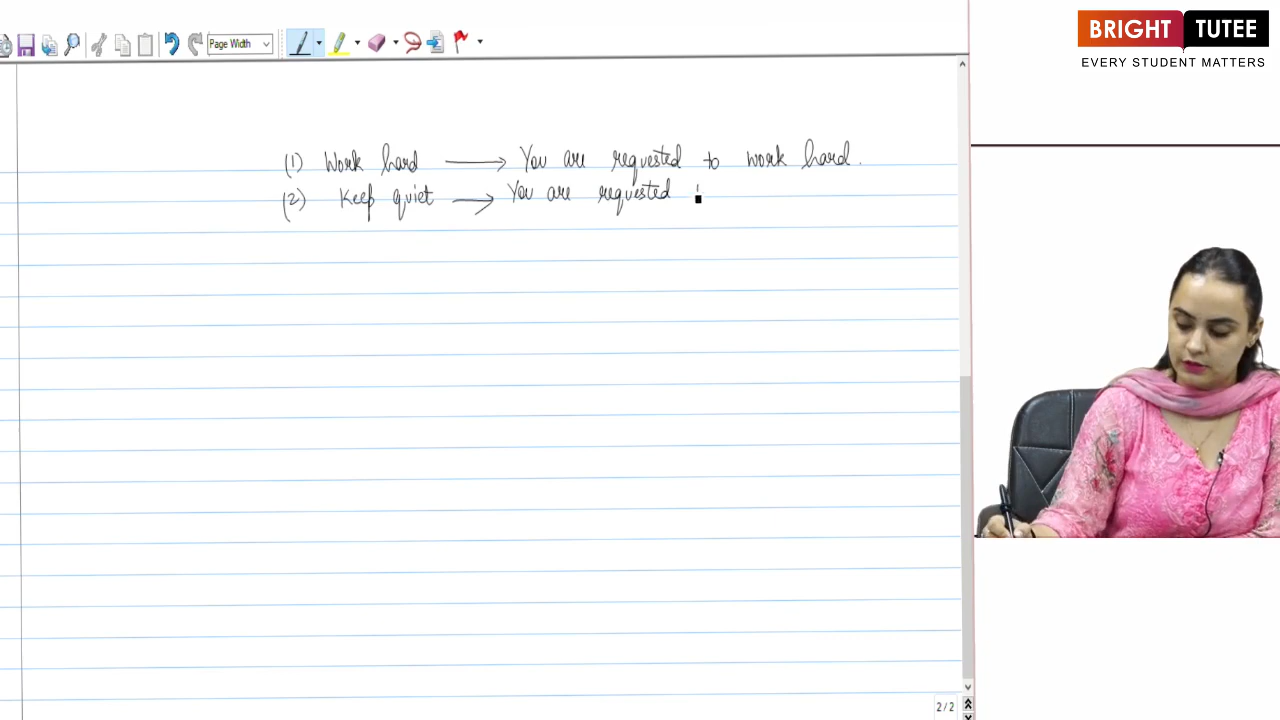 BRIGHT TUTEE
EVERY STUDENT MATTERS
Page Width
(1) Work hard → You are requested to work hard.
(2) Keep quiet → You are requested
2/2